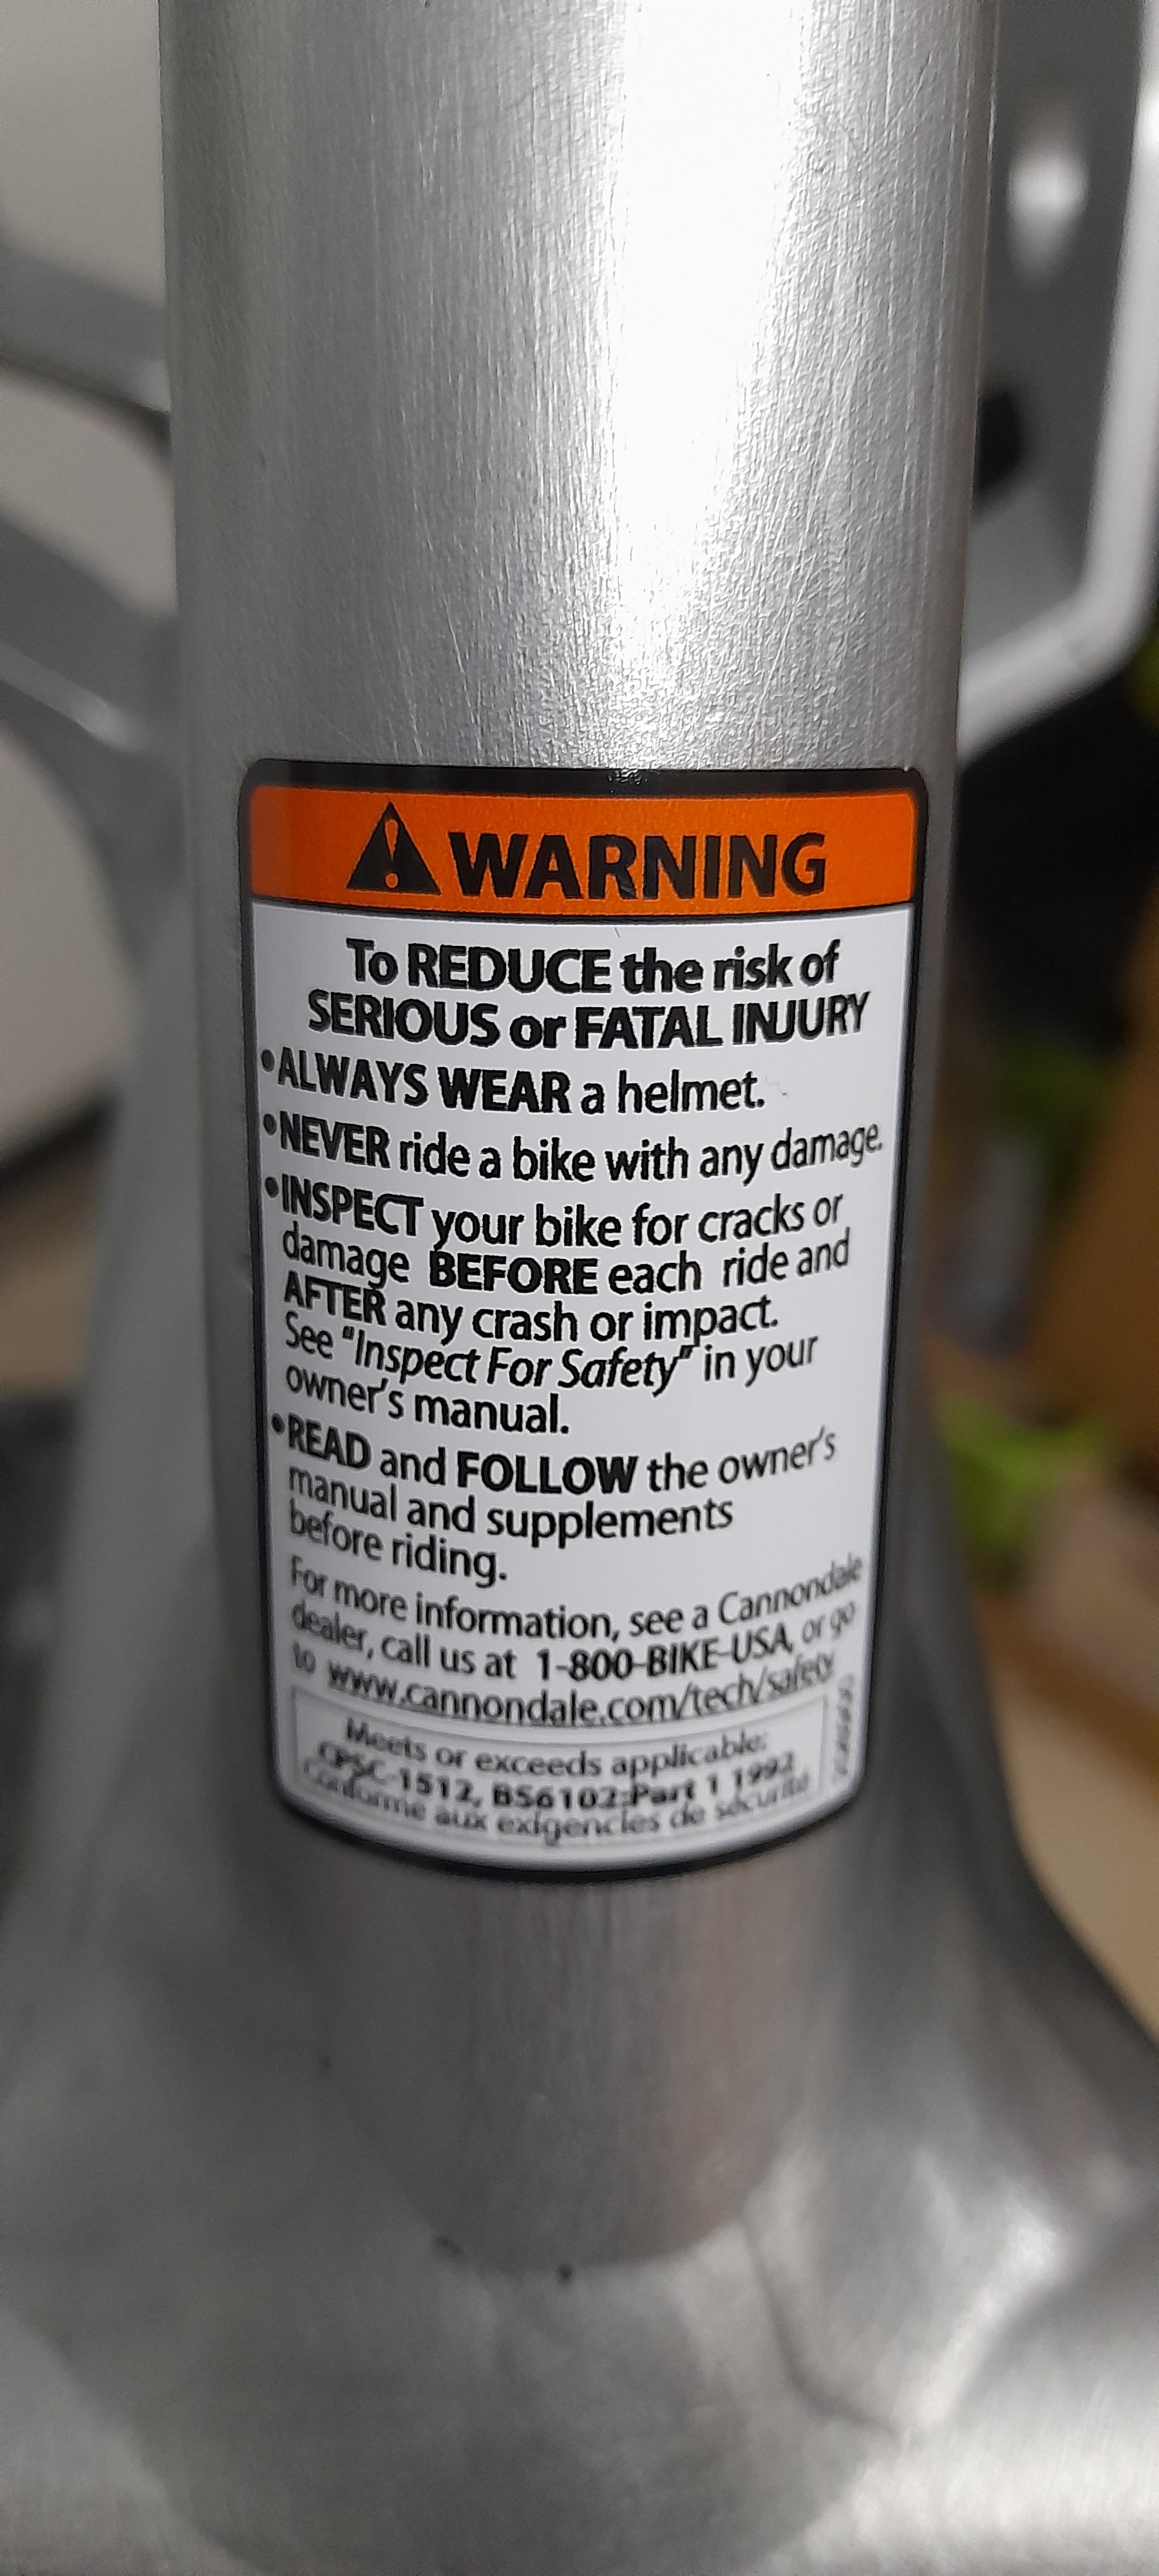 WARNING
To REDUCE the risk of
SERIOUS or FATAL INJURY
•ALWAYS WEAR a helmet.
•NEVER ride a bike with any damage.
•INSPECT your bike for cracks or
damage BEFORE each ride and
AFTER any crash or impact.
See "Inspect For Safety" in your
owner's manual.
•READ and FOLLOW the owner's
manual and supplements
before riding.
For more information, see a Cannondale
dealer, call us at 1-800-BIKE-USA, or go
to www.cannondale.com/tech/safety
Meets or exceeds applicable:
CPSC-1512, BS6102:Part 1 1992
Conforme aux exigencies de sécurité